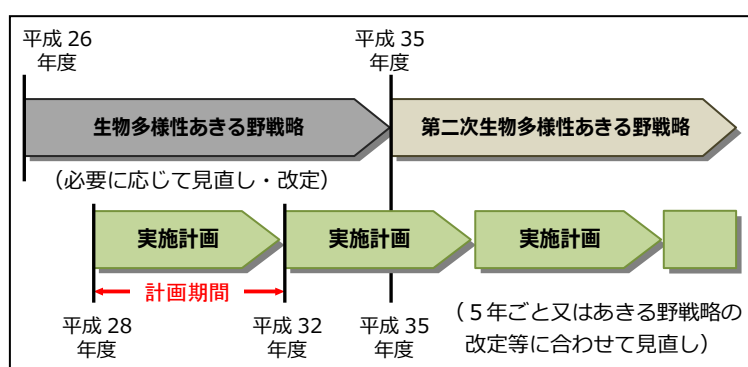 平成 26
年度
平成 35
年度
生物多様性あきる野戦略
第二次生物多様性あきる野戦略
（必要に応じて見直し・改定）
実施計画
実施計画
実施計画
計画期間
平成 28
年度
平成 32
年度
平成 35
年度
（５年ごと又はあきる野戦略の
改定等に合わせて見直し）